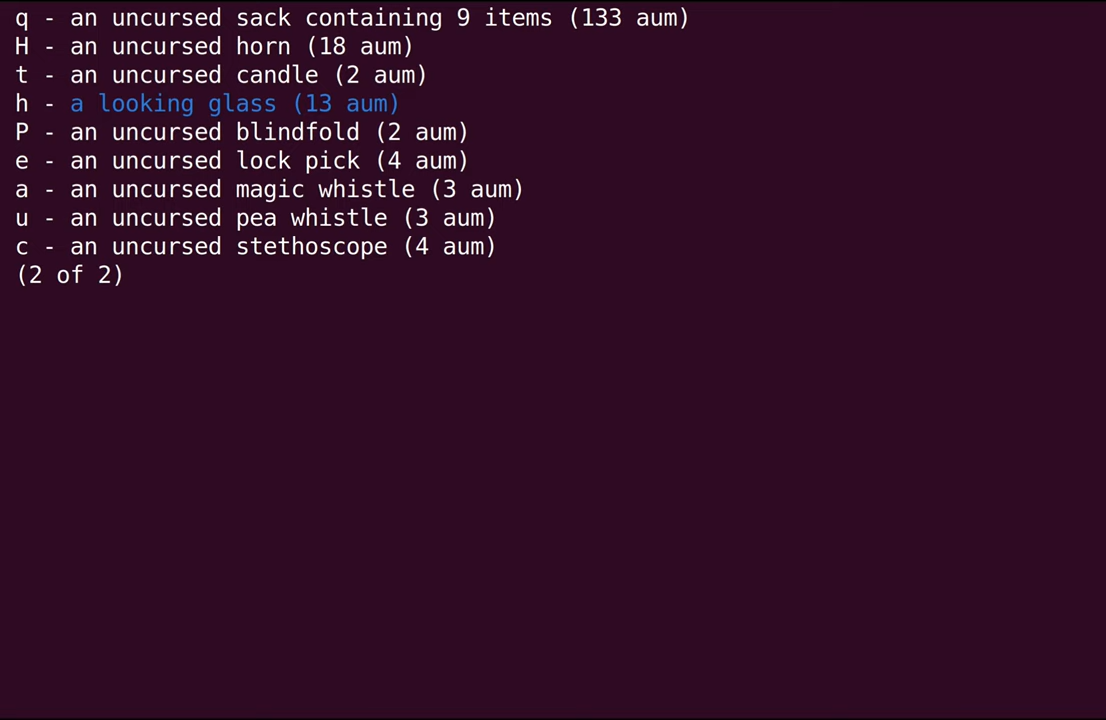 q - an uncursed sack containing 9 items (133 aum)
H - an uncursed horn (18 aum)
t - an uncursed candle (2 aum)
h - a looking glass (13 aum)
P - an uncursed blindfold (2 aum)
e - an uncursed lock pick (4 aum)
a - an uncursed magic whistle (3 aum)
u - an uncursed pea whistle (3 aum)
c - an uncursed stethoscope (4 aum)
(2 of 2)